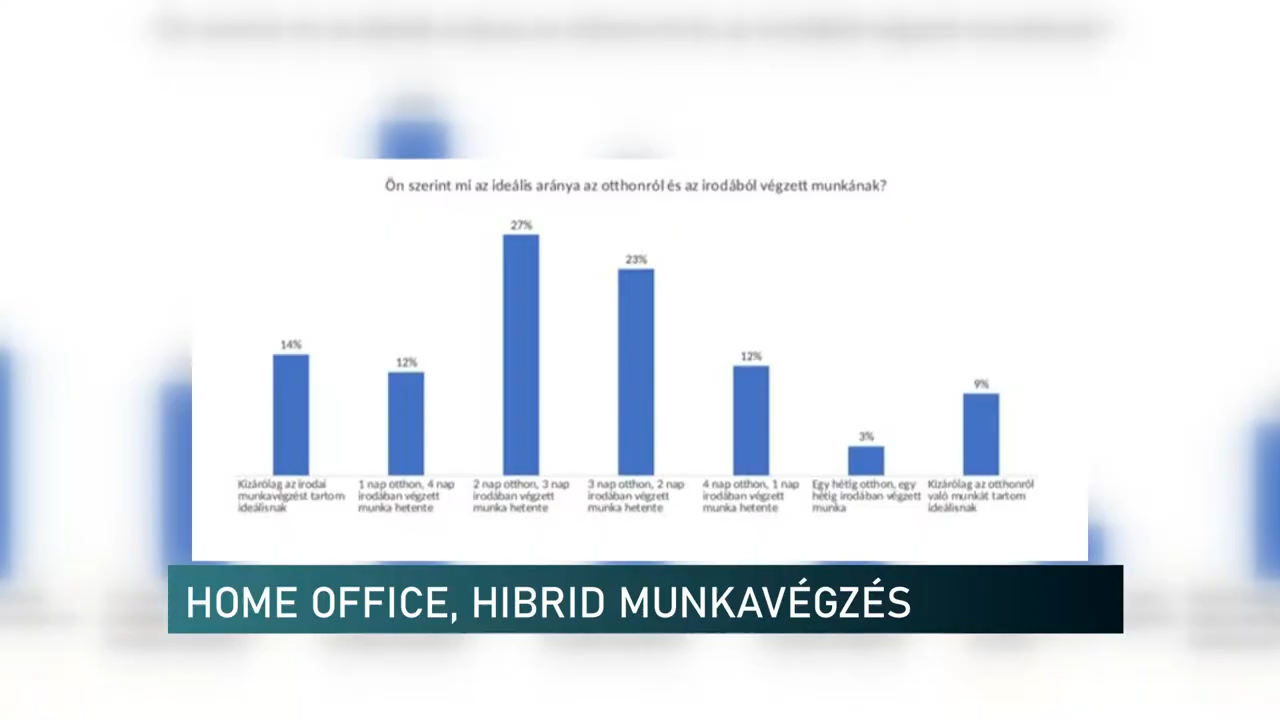 Ön szerint mi az ideális aránya az otthonról és az irodából végzett munkának?
27%
23%
14%
12%
12%
9%
3%
Kizárólag az irodai
munkavégzést tartom
ideálisnak
1 nap otthon, 4 nap
irodában végzett
munka hetente
2 nap otthon, 3 nap
irodában végzett
munka hetente
3 nap otthon, 2 nap
irodában végzett
munka hetente
4 nap otthon, 1 nap
irodában végzett
munka hetente
Egy hétig otthon, egy
hétig irodában végzett
munka
Kizárólag az otthonról
való munkát tartom
ideálisnak
HOME OFFICE, HIBRID MUNKAVÉGZÉS